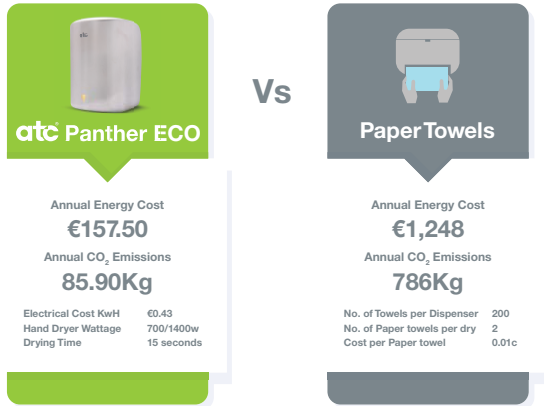 atc
atc Panther ECO
Annual Energy Cost
€157.50
Annual CO2 Emissions
85.90Kg
Electrical Cost KwH €0.43
Hand Dryer Wattage 700/1400w
Drying Time 15 seconds
Vs
Paper Towels
Annual Energy Cost
€1,248
Annual CO2 Emissions
786Kg
No. of Towels per Dispenser 200
No. of Paper towels per dry 2
Cost per Paper towel 0.01c